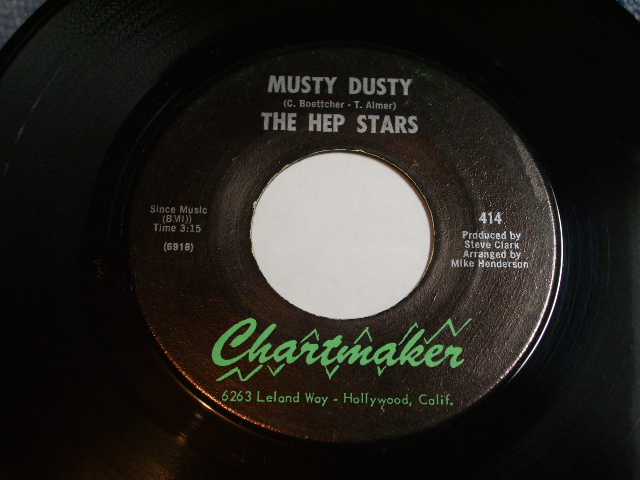 MUSTY DUSTY
(C. Boettcher - T. Almer)
THE HEP STARS
Since Music
(BMI))
Time 3:15
(6918)
414
Produced by
Steve Clark
Arranged by
Mike Henderson
Chartmaker
6263 Leland Way - Hollywood, Calif.